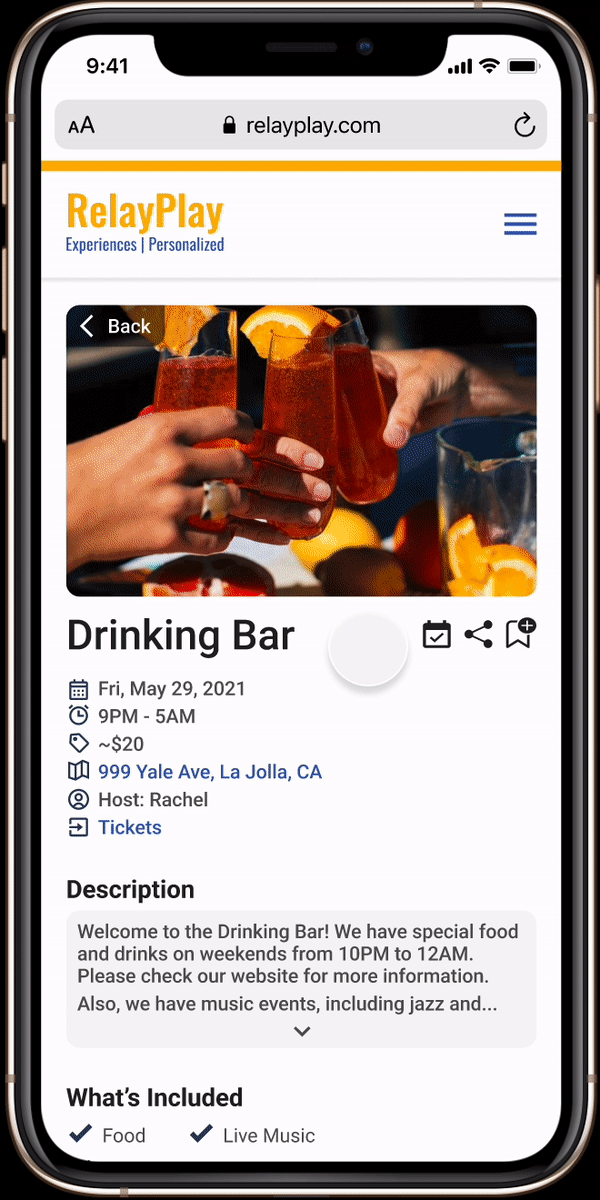 9:41
AA
relayplay.com
RelayPlay
Experiences | Personalized
Back
Drinking Bar
Fri, May 29, 2021
9PM - 5AM
~$20
999 Yale Ave, La Jolla, CA
Host: Rachel
Tickets
Description
Welcome to the Drinking Bar! We have special food
and drinks on weekends from 10PM to 12AM.
Please check our website for more information.
Also, we have music events, including jazz and...
What’s Included
Food
Live Music